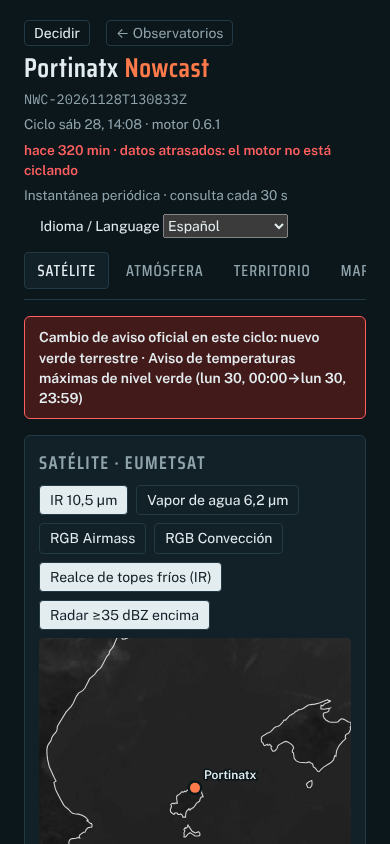 Decidir
← Observatorios
Portinatx Nowcast
NWC-20261128T130833Z
Ciclo sáb 28, 14:08 · motor 0.6.1
hace 320 min · datos atrasados: el motor no está
ciclando
Instantánea periódica · consulta cada 30 s
Idioma / Language Español
SATÉLITE
ATMÓSFERA
TERRITORIO
Cambio de aviso oficial en este ciclo: nuevo
verde terrestre · Aviso de temperaturas
máximas de nivel verde (lun 30, 00:00→lun 30,
23:59)
SATÉLITE · EUMETSAT
IR 10,5 µm
Vapor de agua 6,2 µm
RGB Airmass
RGB Convección
Realce de topes fríos (IR)
Radar ≥35 dBZ encima
Portinatx